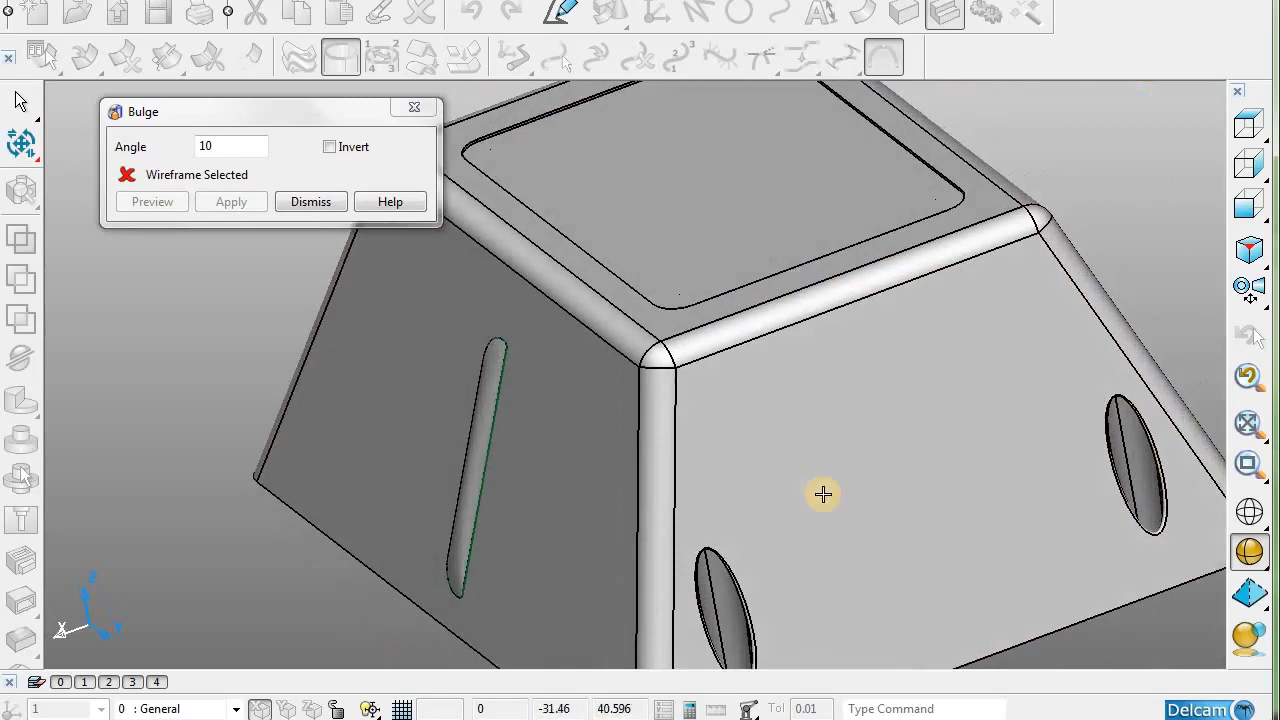 Bulge
Angle 10 Invert
Wireframe Selected
Preview Apply Dismiss Help
Z
X
Y
0 1 2 3 4
1 0 : General 0 -31.46 40.596 Tol 0.01 Type Command Delcam